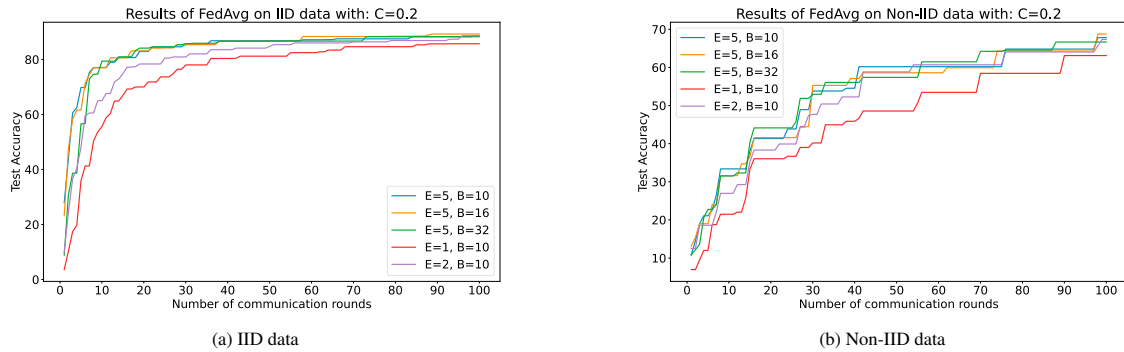 Results of FedAvg on IID data with: C=0.2
Test Accuracy
80
60
40
20
0
E=5, B=10
E=5, B=16
E=5, B=32
E=1, B=10
E=2, B=10
0 10 20 30 40 50 60 70 80 90 100
Number of communication rounds
(a) IID data
Results of FedAvg on Non-IID data with: C=0.2
Test Accuracy
70
60
50
40
30
20
10
E=5, B=10
E=5, B=16
E=5, B=32
E=1, B=10
E=2, B=10
0 10 20 30 40 50 60 70 80 90 100
Number of communication rounds
(b) Non-IID data